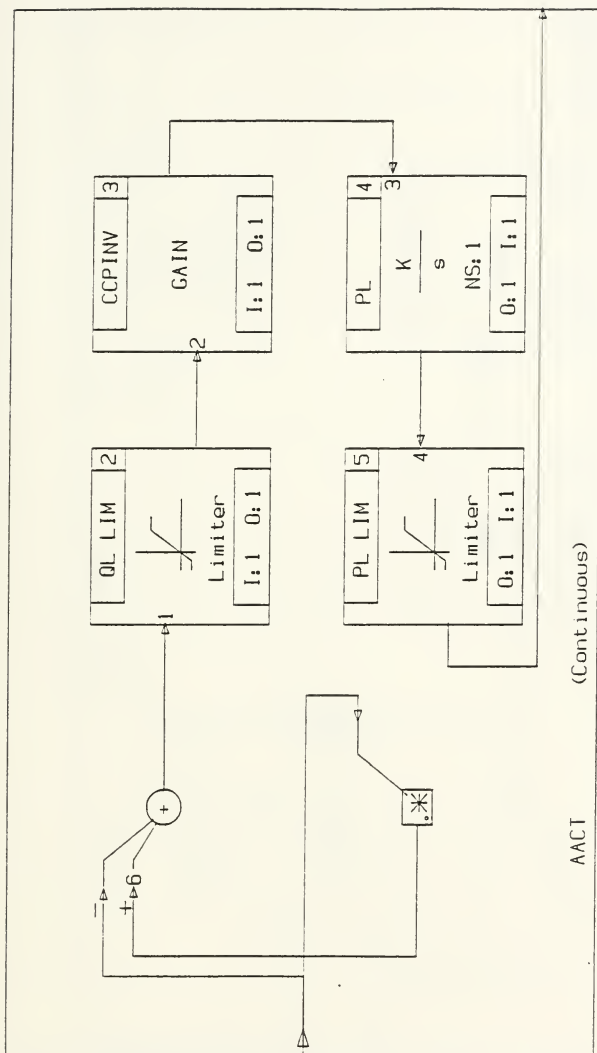 QL LIM 2
Limiter
I:1 O:1
1
CCPINV 3
GAIN
I:1 O:1
2
−
+ 6
+
*
PL LIM 5
Limiter
O:1 I:1
4
PL 4
3
K
s
NS:1
O:1 I:1
AACT (Continuous)